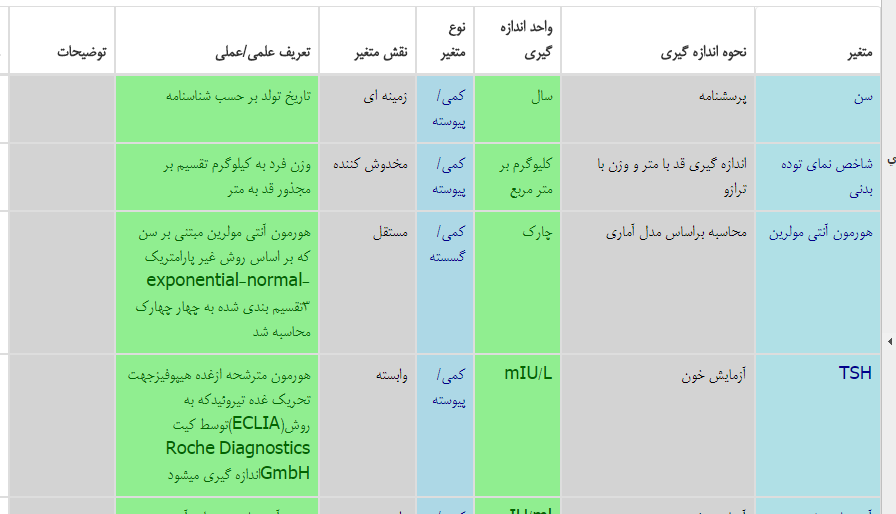 متغیر
نحوه اندازه گیری
واحد اندازه
گیری
نوع
متغیر
نقش متغیر
تعریف علمی/عملی
توضیحات
سن
پرسشنامه
سال
کمی/
پیوسته
زمینه ای
تاریخ تولد بر حسب شناسنامه
شاخص نمای توده
بدنی
اندازه گیری قد با متر و وزن با
ترازو
کلیوگرم بر
متر مربع
کمی/
پیوسته
مخدوش کننده
وزن فرد به کیلوگرم تقسیم بر
مجذور قد به متر
هورمون آنتی مولرین
محاسبه براساس مدل آماری
چارک
کمی/
گسسته
مستقل
هورمون آنتی مولرین مبتنی بر سن
که بر اساس روش غیر پارامتریک
exponential-normal-
۳تقسیم بندی شده به چهار چهارک
محاسبه شد
TSH
آزمایش خون
mIU/L
کمی/
پیوسته
وابسته
هورمون مترشحه ازغده هیپوفیزجهت
تحریک غده تیروئیدکه به
روش(ECLIA)توسط کیت
Roche Diagnostics
GmbHاندازه گیری میشود